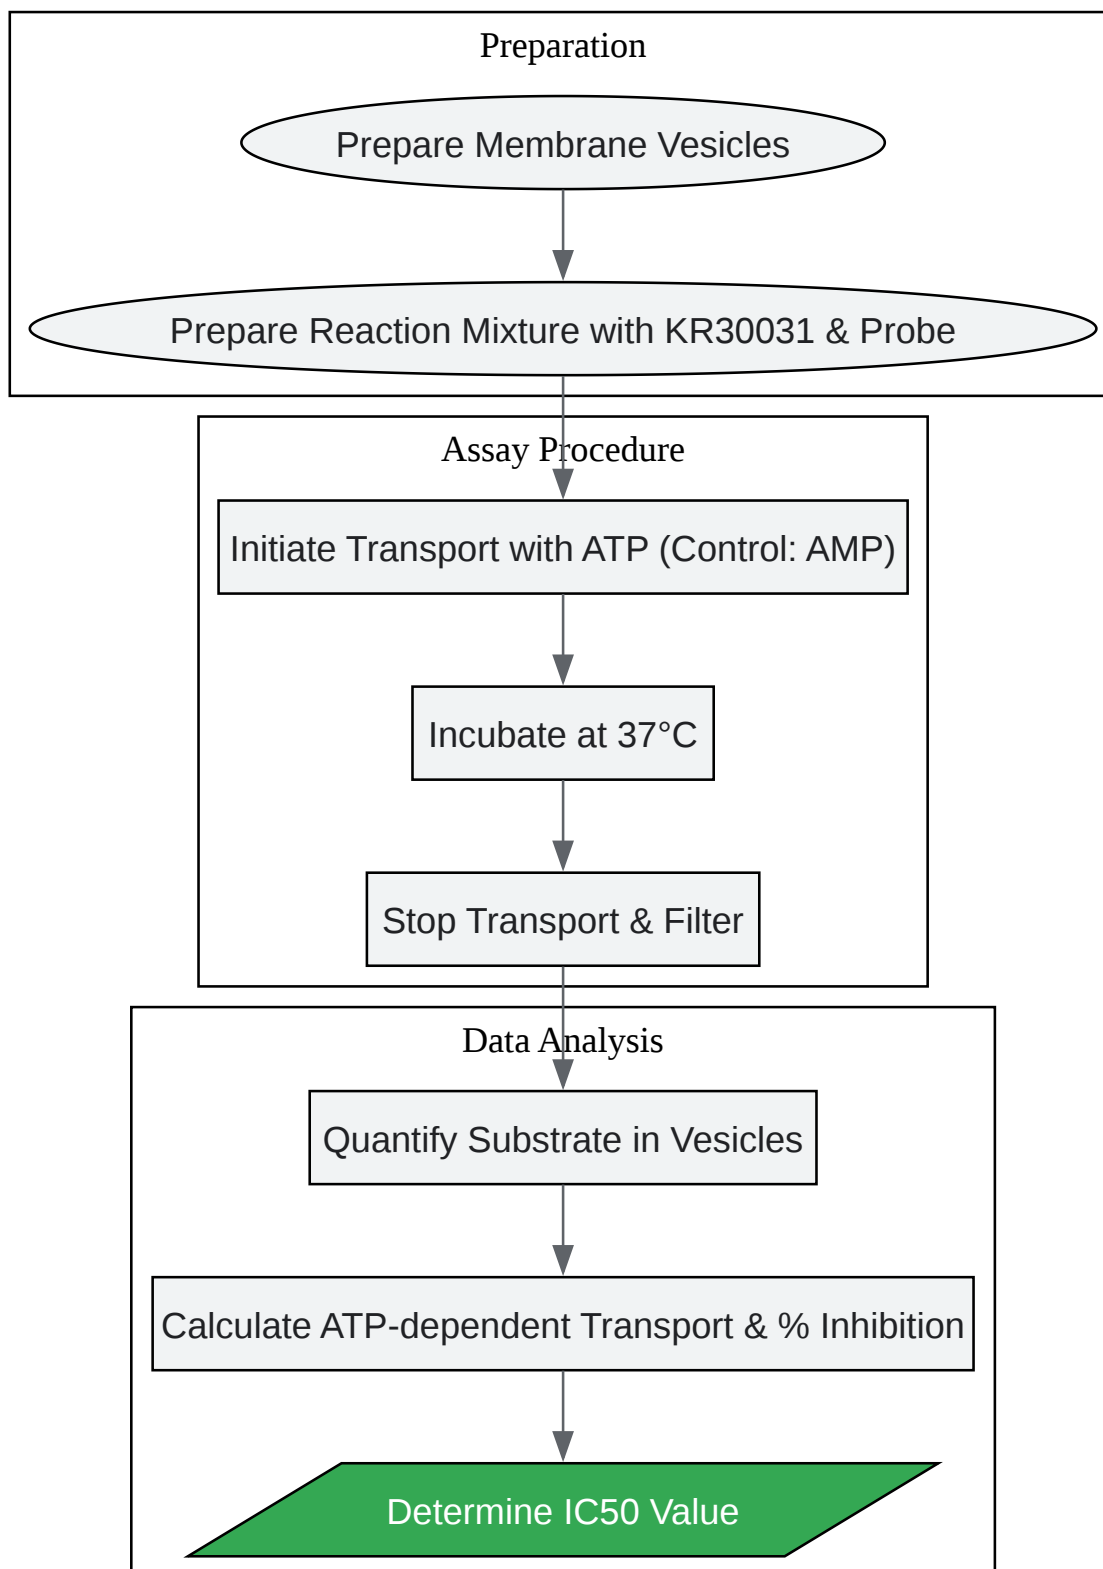 Preparation
Prepare Membrane Vesicles
Prepare Reaction Mixture with KR30031 & Probe
Assay Procedure
Initiate Transport with ATP (Control: AMP)
Incubate at 37°C
Stop Transport & Filter
Data Analysis
Quantify Substrate in Vesicles
Calculate ATP-dependent Transport & % Inhibition
Determine IC50 Value